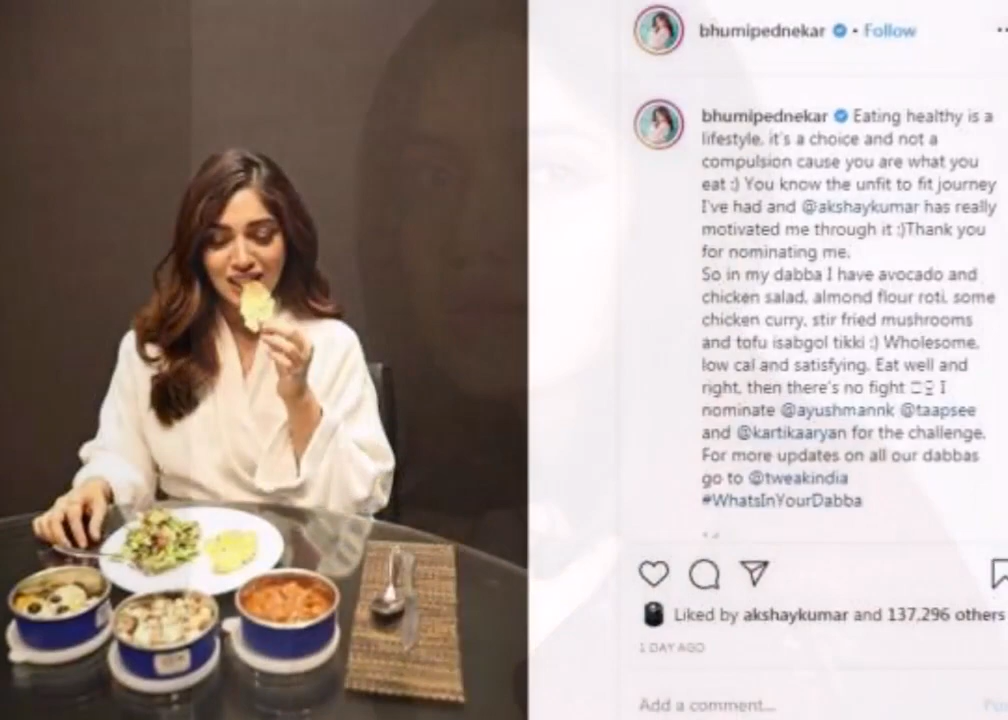 bhumipednekar • Follow
bhumipednekar Eating healthy is a
lifestyle, it's a choice and not a
compulsion cause you are what you
eat :) You know the unfit to fit journey
I've had and @akshaykumar has really
motivated me through it :)Thank you
for nominating me.
So in my dabba I have avocado and
chicken salad, almond flour roti, some
chicken curry, stir fried mushrooms
and tofu isabgol tikki :) Wholesome,
low cal and satisfying. Eat well and
right, then there's no fight I
nominate @ayushmannk @taapsee
and @kartikaaryan for the challenge.
For more updates on all our dabbas
go to @tweakindia
#WhatsInYourDabba
Liked by akshaykumar and 137,296 others
1 DAY AGO
Add a comment...